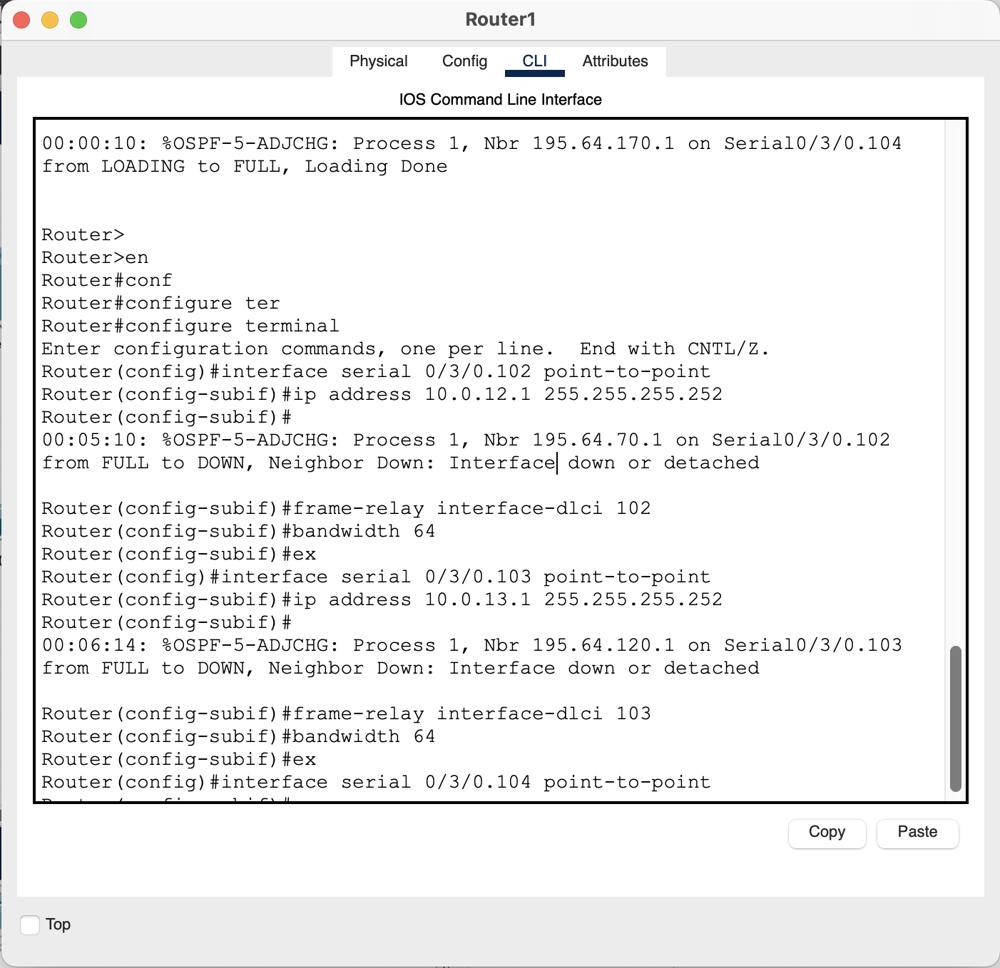 Router1
Physical
Config
CLI
Attributes
IOS Command Line Interface
00:00:10: %OSPF-5-ADJCHG: Process 1, Nbr 195.64.170.1 on Serial0/3/0.104
from LOADING to FULL, Loading Done
Router>
Router>en
Router#conf
Router#configure ter
Router#configure terminal
Enter configuration commands, one per line.  End with CNTL/Z.
Router(config)#interface serial 0/3/0.102 point-to-point
Router(config-subif)#ip address 10.0.12.1 255.255.255.252
Router(config-subif)#
00:05:10: %OSPF-5-ADJCHG: Process 1, Nbr 195.64.70.1 on Serial0/3/0.102
from FULL to DOWN, Neighbor Down: Interface down or detached
Router(config-subif)#frame-relay interface-dlci 102
Router(config-subif)#bandwidth 64
Router(config-subif)#ex
Router(config)#interface serial 0/3/0.103 point-to-point
Router(config-subif)#ip address 10.0.13.1 255.255.255.252
Router(config-subif)#
00:06:14: %OSPF-5-ADJCHG: Process 1, Nbr 195.64.120.1 on Serial0/3/0.103
from FULL to DOWN, Neighbor Down: Interface down or detached
Router(config-subif)#frame-relay interface-dlci 103
Router(config-subif)#bandwidth 64
Router(config-subif)#ex
Router(config)#interface serial 0/3/0.104 point-to-point
Copy
Paste
Top